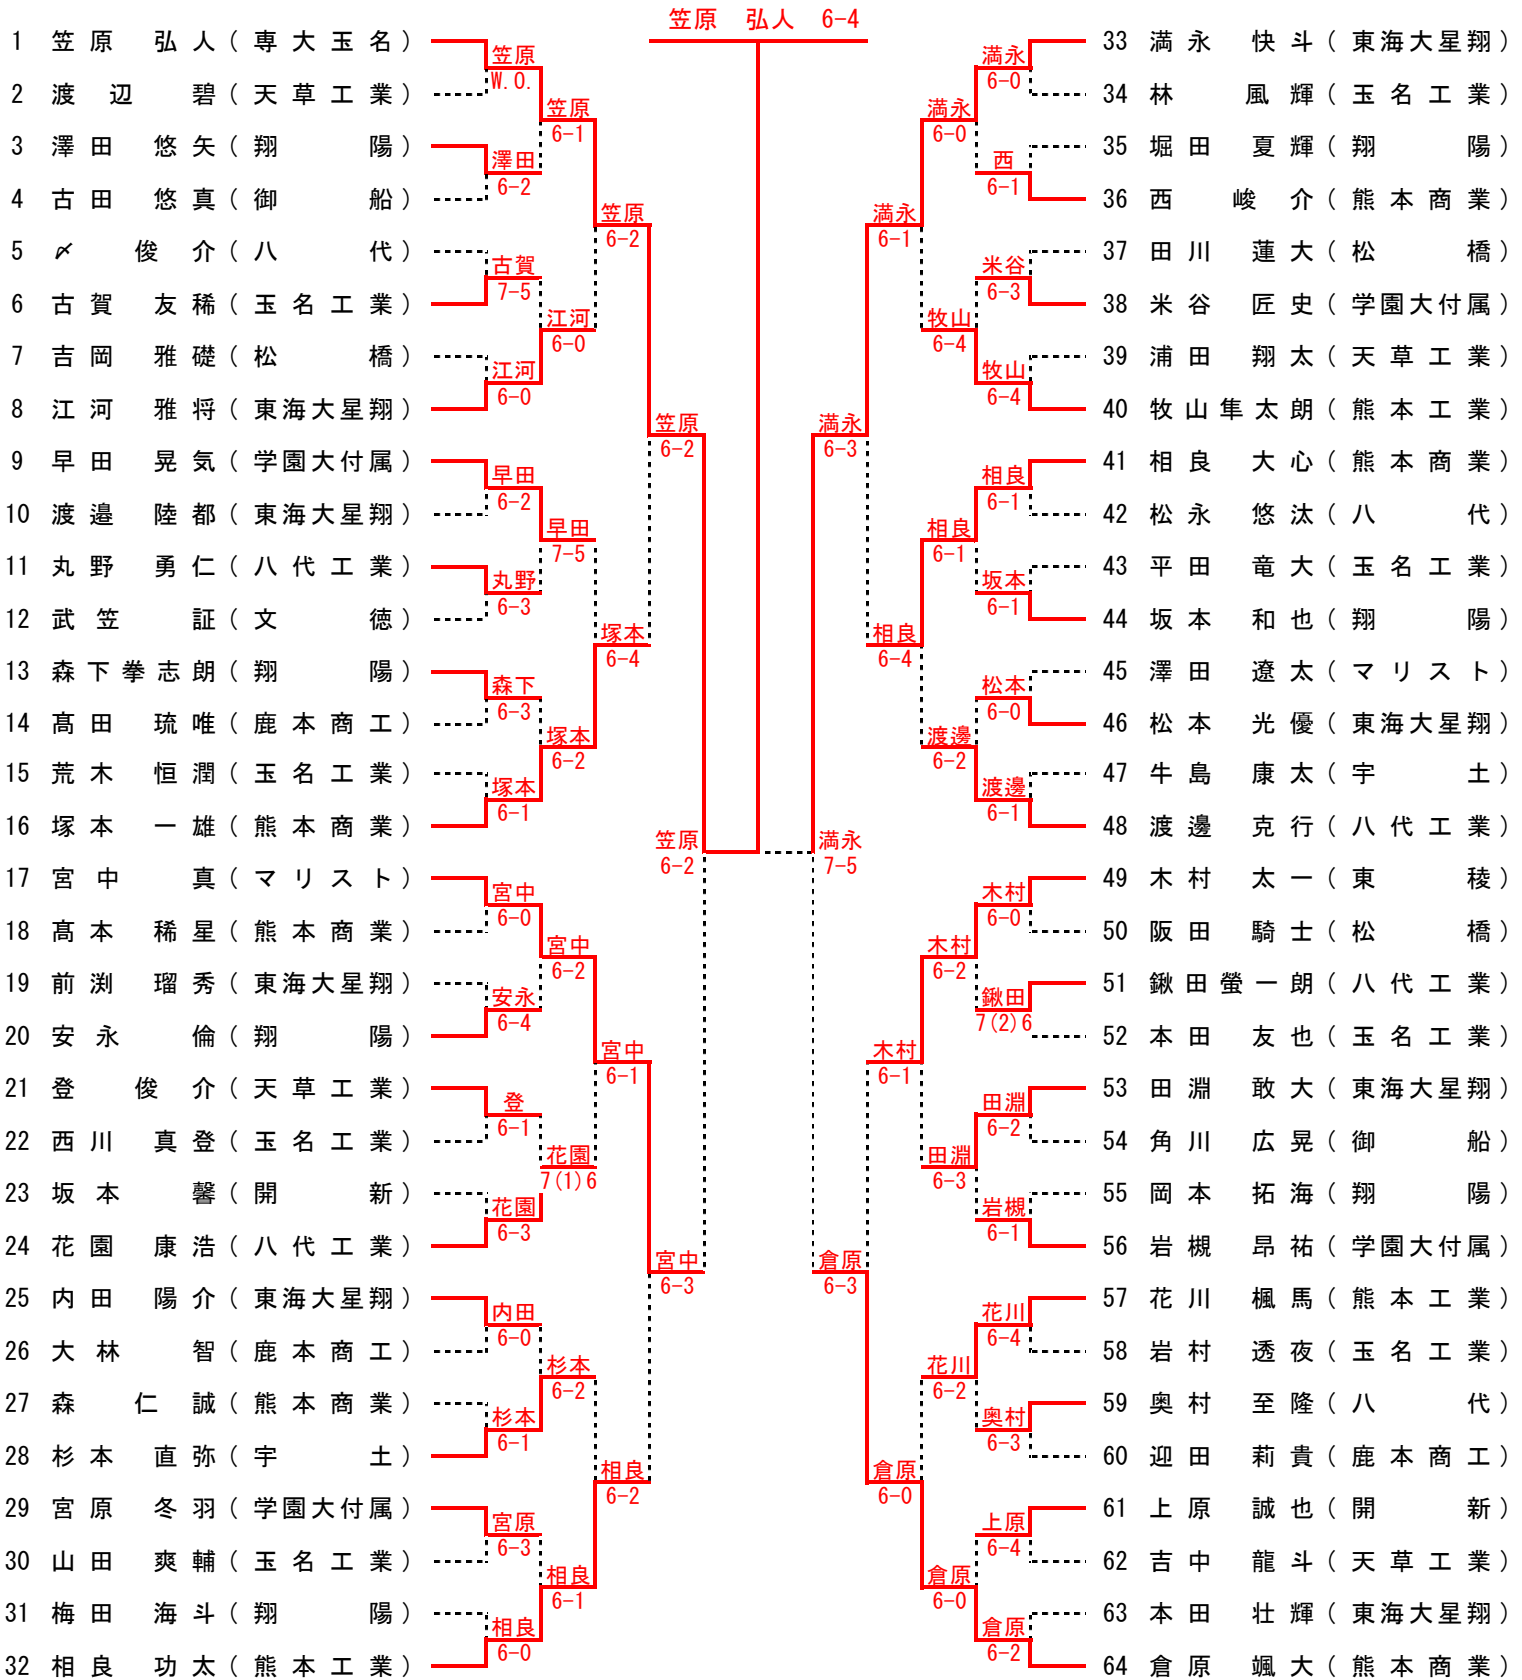 笠原　弘人　6-4
1 笠原　弘人（専大玉名）
2 渡辺　碧（天草工業）
3 澤田　悠矢（翔陽）
4 古田　悠真（御船）
5 〆　俊介（八代）
6 古賀　友稀（玉名工業）
7 吉岡　雅礎（松橋）
8 江河　雅将（東海大星翔）
9 早田　晃気（学園大付属）
10 渡邉　陸都（東海大星翔）
11 丸野　勇仁（八代工業）
12 武笠　証（文徳）
13 森下拳志朗（翔陽）
14 髙田　琉唯（鹿本商工）
15 荒木　恒潤（玉名工業）
16 塚本　一雄（熊本商業）
17 宮中　真（マリスト）
18 髙本　稀星（熊本商業）
19 前渕　瑠秀（東海大星翔）
20 安永　倫（翔陽）
21 登　俊介（天草工業）
22 西川　真登（玉名工業）
23 坂本　馨（開新）
24 花園　康浩（八代工業）
25 内田　陽介（東海大星翔）
26 大林　智（鹿本商工）
27 森　仁誠（熊本商業）
28 杉本　直弥（宇土）
29 宮原　冬羽（学園大付属）
30 山田　爽輔（玉名工業）
31 梅田　海斗（翔陽）
32 相良　功太（熊本工業）
笠原
W.O.
澤田
6-2
古賀
7-5
江河
6-0
早田
6-2
丸野
6-3
森下
6-3
塚本
6-1
宮中
6-0
安永
6-4
登
6-1
花園
6-3
内田
6-0
杉本
6-1
宮原
6-3
相良
6-0
笠原
6-1
江河
6-0
早田
7-5
塚本
6-2
宮中
6-2
花園
7(1)6
杉本
6-2
相良
6-1
笠原
6-2
塚本
6-4
宮中
6-1
相良
6-2
笠原
6-2
宮中
6-3
笠原
6-2
満永
7-5
満永
6-3
倉原
6-3
満永
6-1
相良
6-4
木村
6-1
倉原
6-0
満永
6-0
牧山
6-4
相良
6-1
渡邊
6-2
木村
6-2
田淵
6-3
花川
6-2
倉原
6-0
満永
6-0
西
6-1
米谷
6-3
牧山
6-4
相良
6-1
坂本
6-1
松本
6-0
渡邊
6-1
木村
6-0
鍬田
7(2)6
田淵
6-2
岩槻
6-1
花川
6-4
奥村
6-3
上原
6-4
倉原
6-2
33 満永　快斗（東海大星翔）
34 林　風輝（玉名工業）
35 堀田　夏輝（翔陽）
36 西　峻介（熊本商業）
37 田川　蓮大（松橋）
38 米谷　匠史（学園大付属）
39 浦田　翔太（天草工業）
40 牧山隼太朗（熊本工業）
41 相良　大心（熊本商業）
42 松永　悠汰（八代）
43 平田　竜大（玉名工業）
44 坂本　和也（翔陽）
45 澤田　遼太（マリスト）
46 松本　光優（東海大星翔）
47 牛島　康太（宇土）
48 渡邊　克行（八代工業）
49 木村　太一（東稜）
50 阪田　騎士（松橋）
51 鍬田螢一朗（八代工業）
52 本田　友也（玉名工業）
53 田淵　敢大（東海大星翔）
54 角川　広晃（御船）
55 岡本　拓海（翔陽）
56 岩槻　昂祐（学園大付属）
57 花川　楓馬（熊本工業）
58 岩村　透夜（玉名工業）
59 奥村　至隆（八代）
60 迎田　莉貴（鹿本商工）
61 上原　誠也（開新）
62 吉中　龍斗（天草工業）
63 本田　壮輝（東海大星翔）
64 倉原　颯大（熊本商業）